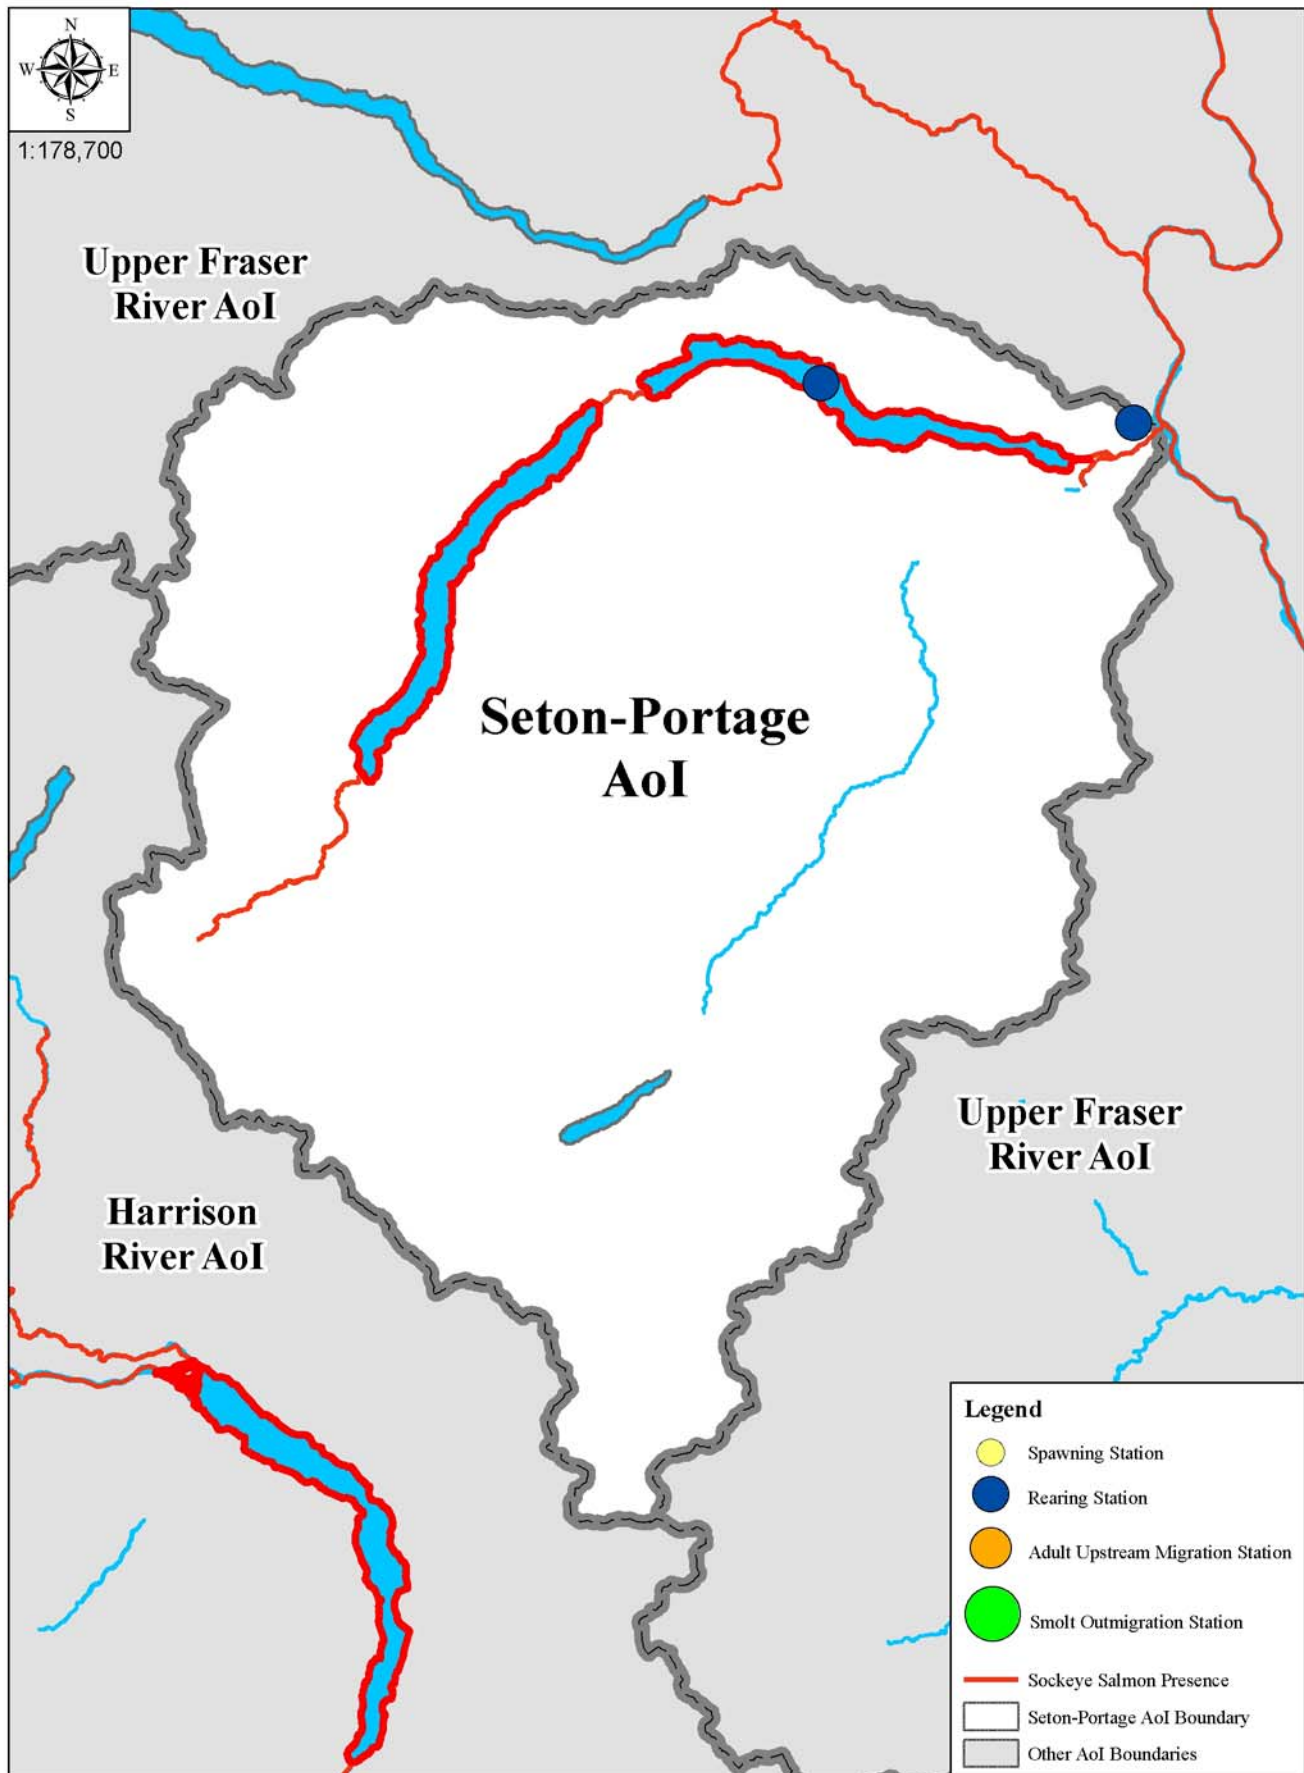 N
W E
S
1:178,700
Upper Fraser
River AoI
Seton-Portage
AoI
Upper Fraser
River AoI
Harrison
River AoI
Legend
Spawning Station
Rearing Station
Adult Upstream Migration Station
Smolt Outmigration Station
Sockeye Salmon Presence
Seton-Portage AoI Boundary
Other AoI Boundaries